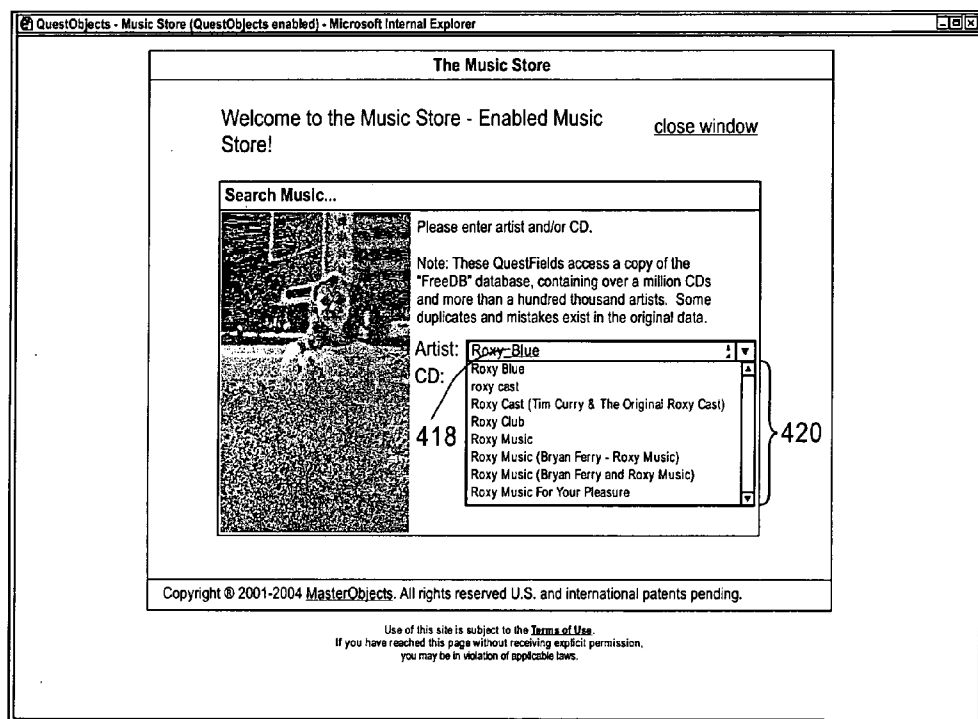 QuestObjects - Music Store (QuestObjects enabled) - Microsoft Internal Explorer
The Music Store
Welcome to the Music Store - Enabled Music
Store!
close window
Search Music...
Please enter artist and/or CD.
Note: These QuestFields access a copy of the
"FreeDB" database, containing over a million CDs
and more than a hundred thousand artists. Some
duplicates and mistakes exist in the original data.
Artist: Roxy_Blue
CD:
Roxy Blue
roxy cast
Roxy Cast (Tim Curry & The Original Roxy Cast)
Roxy Club
Roxy Music
Roxy Music (Bryan Ferry - Roxy Music)
Roxy Music (Bryan Ferry and Roxy Music)
Roxy Music For Your Pleasure
418
420
Copyright ® 2001-2004 MasterObjects. All rights reserved U.S. and international patents pending.
Use of this site is subject to the Terms of Use.
If you have reached this page without receiving explicit permission,
you may be in violation of applicable laws.